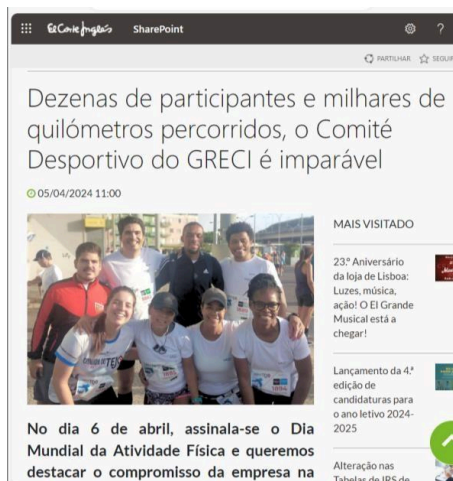 El Corte Inglés
SharePoint
?
PARTILHAR
SEGUIR
Dezenas de participantes e milhares de
quilómetros percorridos, o Comité
Desportivo do GRECI é imparável
05/04/2024 11:00
MAIS VISITADO
23.º Aniversário
da loja de Lisboa:
Luzes, música,
ação! O El Grande
Musical está a
chegar!
Lançamento da 4.ª
edição de
candidaturas para
o ano letivo 2024-
2025
Alteração nas
Tabelas de IRS de
No dia 6 de abril, assinala-se o Dia
Mundial da Atividade Física e queremos
destacar o compromisso da empresa na